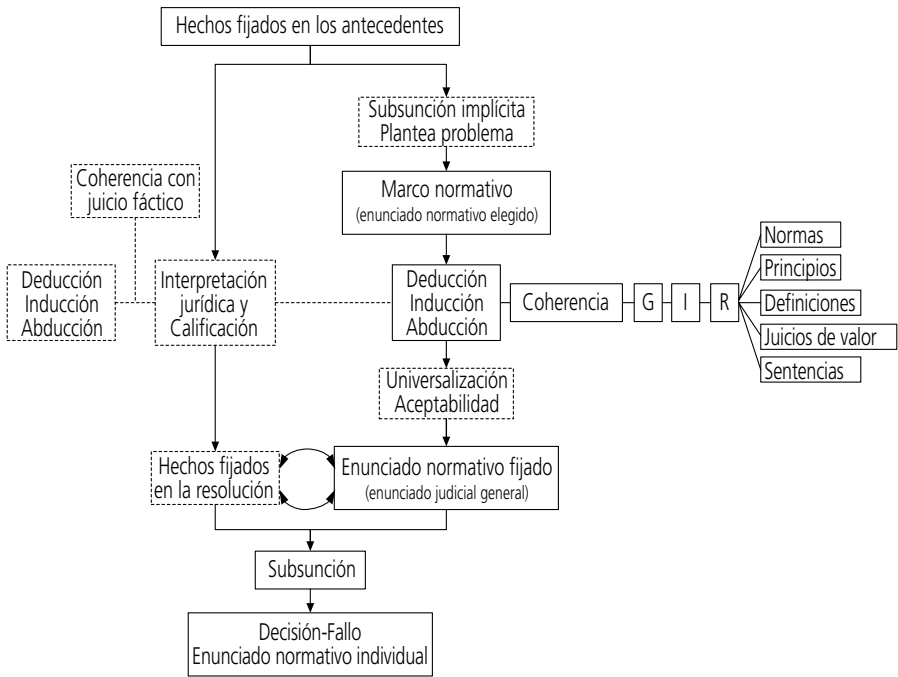 Hechos fijados en los antecedentes
Subsunción implícita
Plantea problema
Coherencia con
juicio fáctico
Marco normativo
(enunciado normativo elegido)
Deducción
Inducción
Abducción
Interpretación
jurídica y
Calificación
Deducción
Inducción
Abducción
Coherencia
G
I
R
Normas
Principios
Definiciones
Juicios de valor
Sentencias
Universalización
Aceptabilidad
Hechos fijados
en la resolución
Enunciado normativo fijado
(enunciado judicial general)
Subsunción
Decisión-Fallo
Enunciado normativo individual